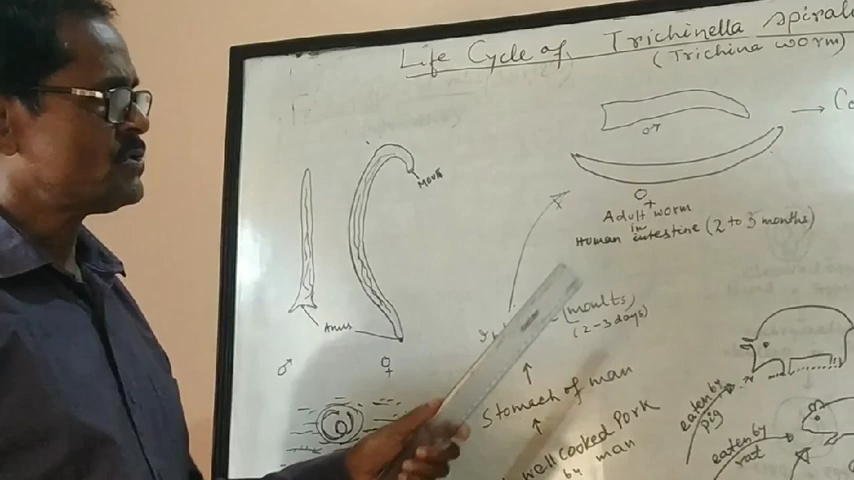 Life Cycle of Trichinella
(Trichina worm)
Mouth
♂
♀
Adult worm
in
Human intestine (2 to 3 months)
Anus
♂
♀
(moults)
(2-3 days)
Stomach of man
well cooked Pork
by
man
eaten by
pig
eaten by
rat